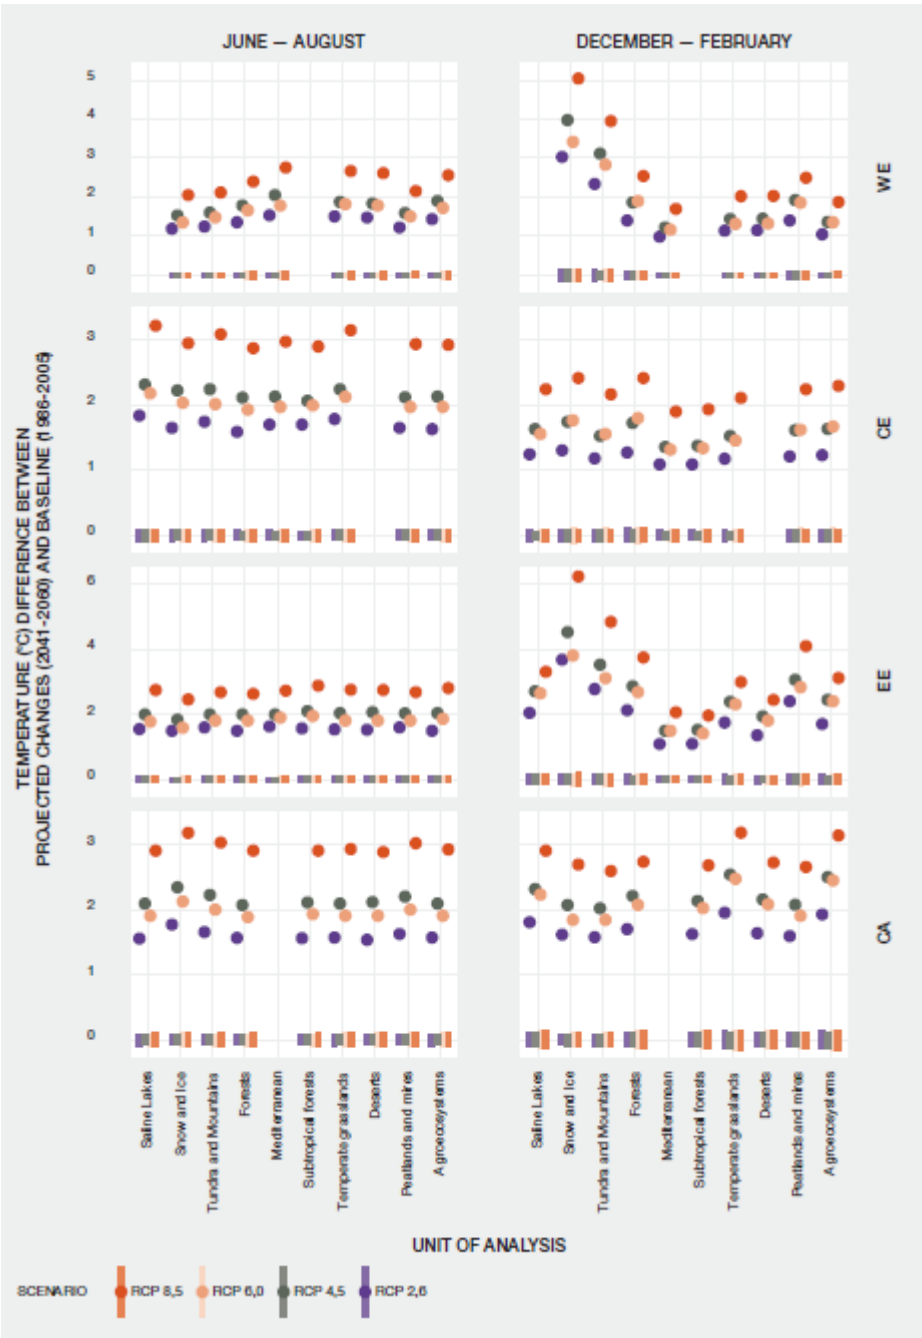 JUNE — AUGUST
DECEMBER — FEBRUARY
5
4
3
2
1
0
WE
3
2
1
0
CE
6
4
2
0
EE
3
2
1
0
CA
TEMPERATURE (°C) DIFFERENCE BETWEEN
PROJECTED CHANGES (2041-2060) AND BASELINE (1986-2005)
Saline Lakes
Snow and Ice
Tundra and Mountains
Forests
Mediterranean
Subtropical forests
Temperate grasslands
Deserts
Peatlands and mires
Agroecosystems
Saline Lakes
Snow and Ice
Tundra and Mountains
Forests
Mediterranean
Subtropical forests
Temperate grasslands
Deserts
Peatlands and mires
Agroecosystems
UNIT OF ANALYSIS
SCENARIO
RCP 8,5
RCP 6,0
RCP 4,5
RCP 2,6